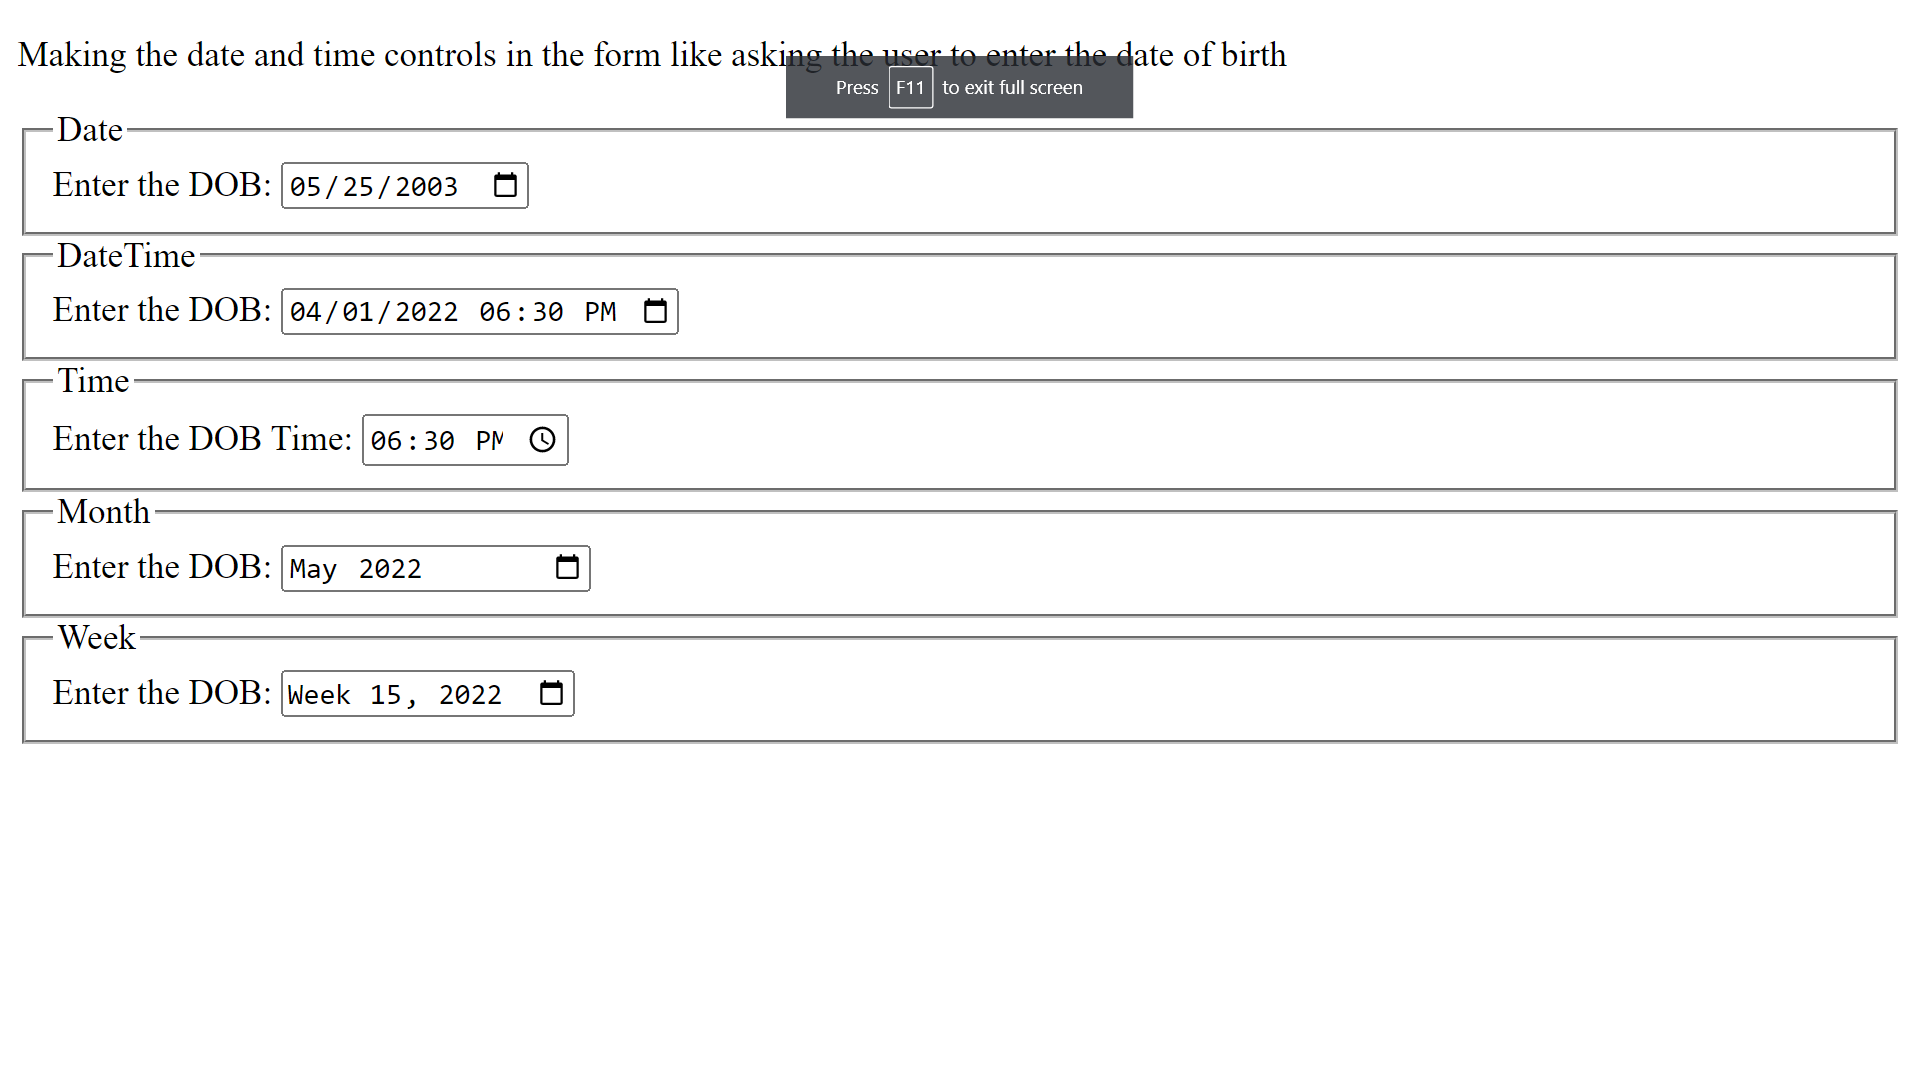 Making the date and time controls in the form like asking the user to enter the date of birth
Press F11 to exit full screen
Date
Enter the DOB: 05/25/2003
DateTime
Enter the DOB: 04/01/2022 06:30 PM
Time
Enter the DOB Time: 06:30 PM
Month
Enter the DOB: May 2022
Week
Enter the DOB: Week 15, 2022